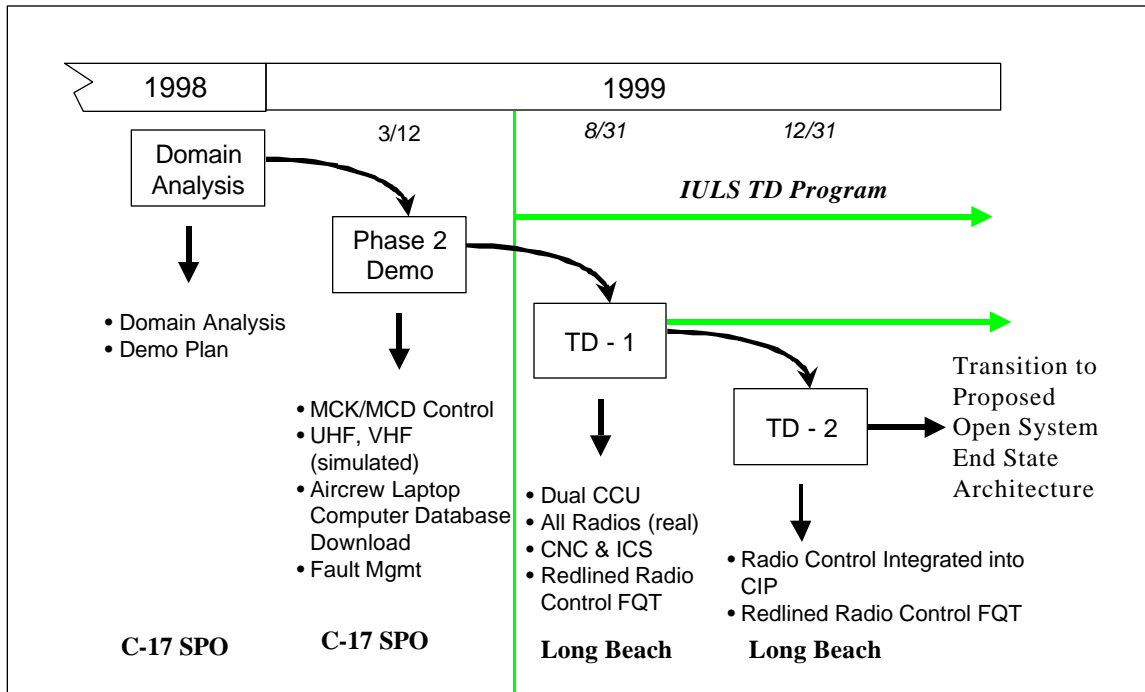 1998
1999
3/12
8/31
12/31
Domain
Analysis
IULS TD Program
Phase 2
Demo
• Domain Analysis
• Demo Plan
TD - 1
TD - 2
Transition to
Proposed
Open System
End State
Architecture
• MCK/MCD Control
• UHF, VHF
(simulated)
• Aircrew Laptop
Computer Database
Download
• Fault Mgmt
• Dual CCU
• All Radios (real)
• CNC & ICS
• Redlined Radio
Control FQT
• Radio Control Integrated into
CIP
• Redlined Radio Control FQT
C-17 SPO
C-17 SPO
Long Beach
Long Beach